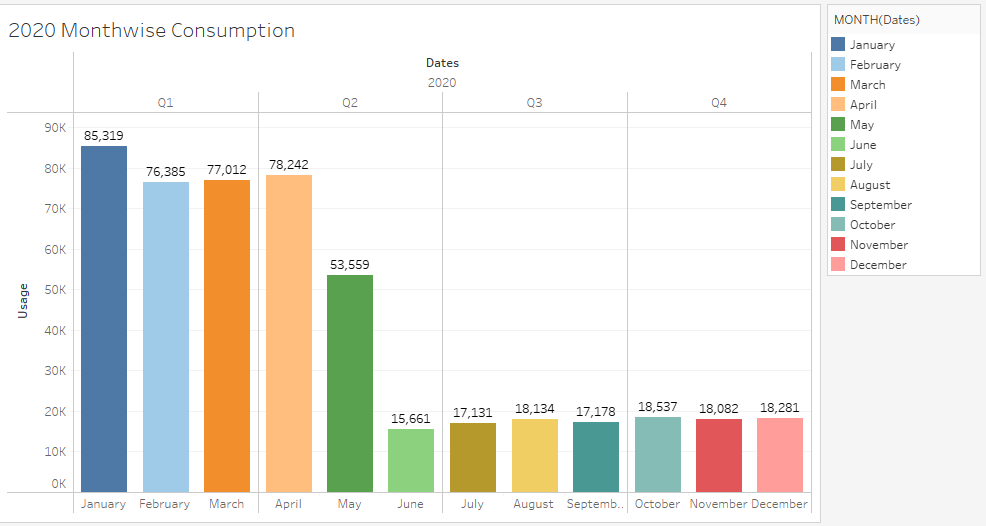 2020 Monthwise Consumption
Dates
2020
Q1 Q2 Q3 Q4
Usage
90K
80K
70K
60K
50K
40K
30K
20K
10K
0K
85,319 76,385 77,012 78,242 53,559 15,661 17,131 18,134 17,178 18,537 18,082 18,281
January February March April May June July August Septemb.. October November December
MONTH(Dates)
January
February
March
April
May
June
July
August
September
October
November
December